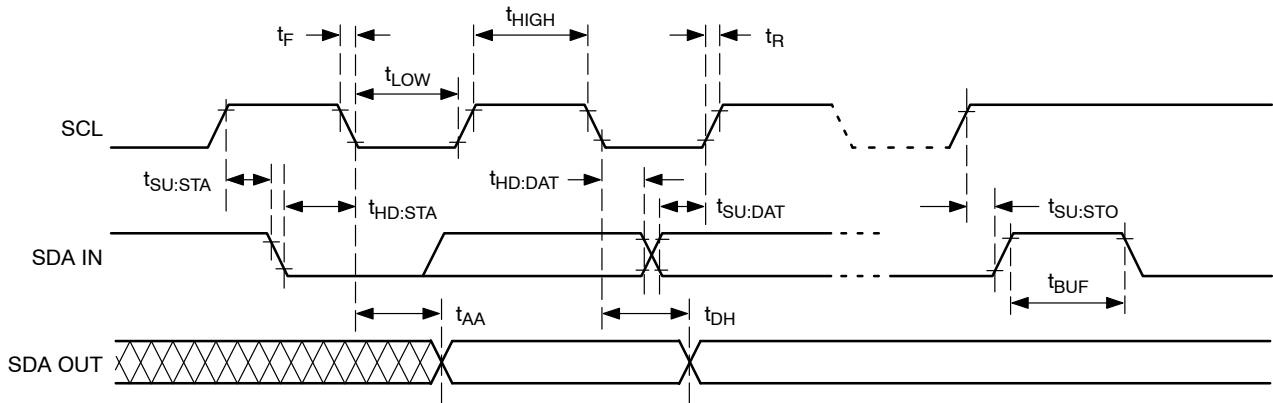 tF
tHIGH
tR
tLOW
SCL
tSU:STA
tHD:STA
tHD:DAT
tSU:DAT
tSU:STO
SDA IN
tBUF
tAA
tDH
SDA OUT